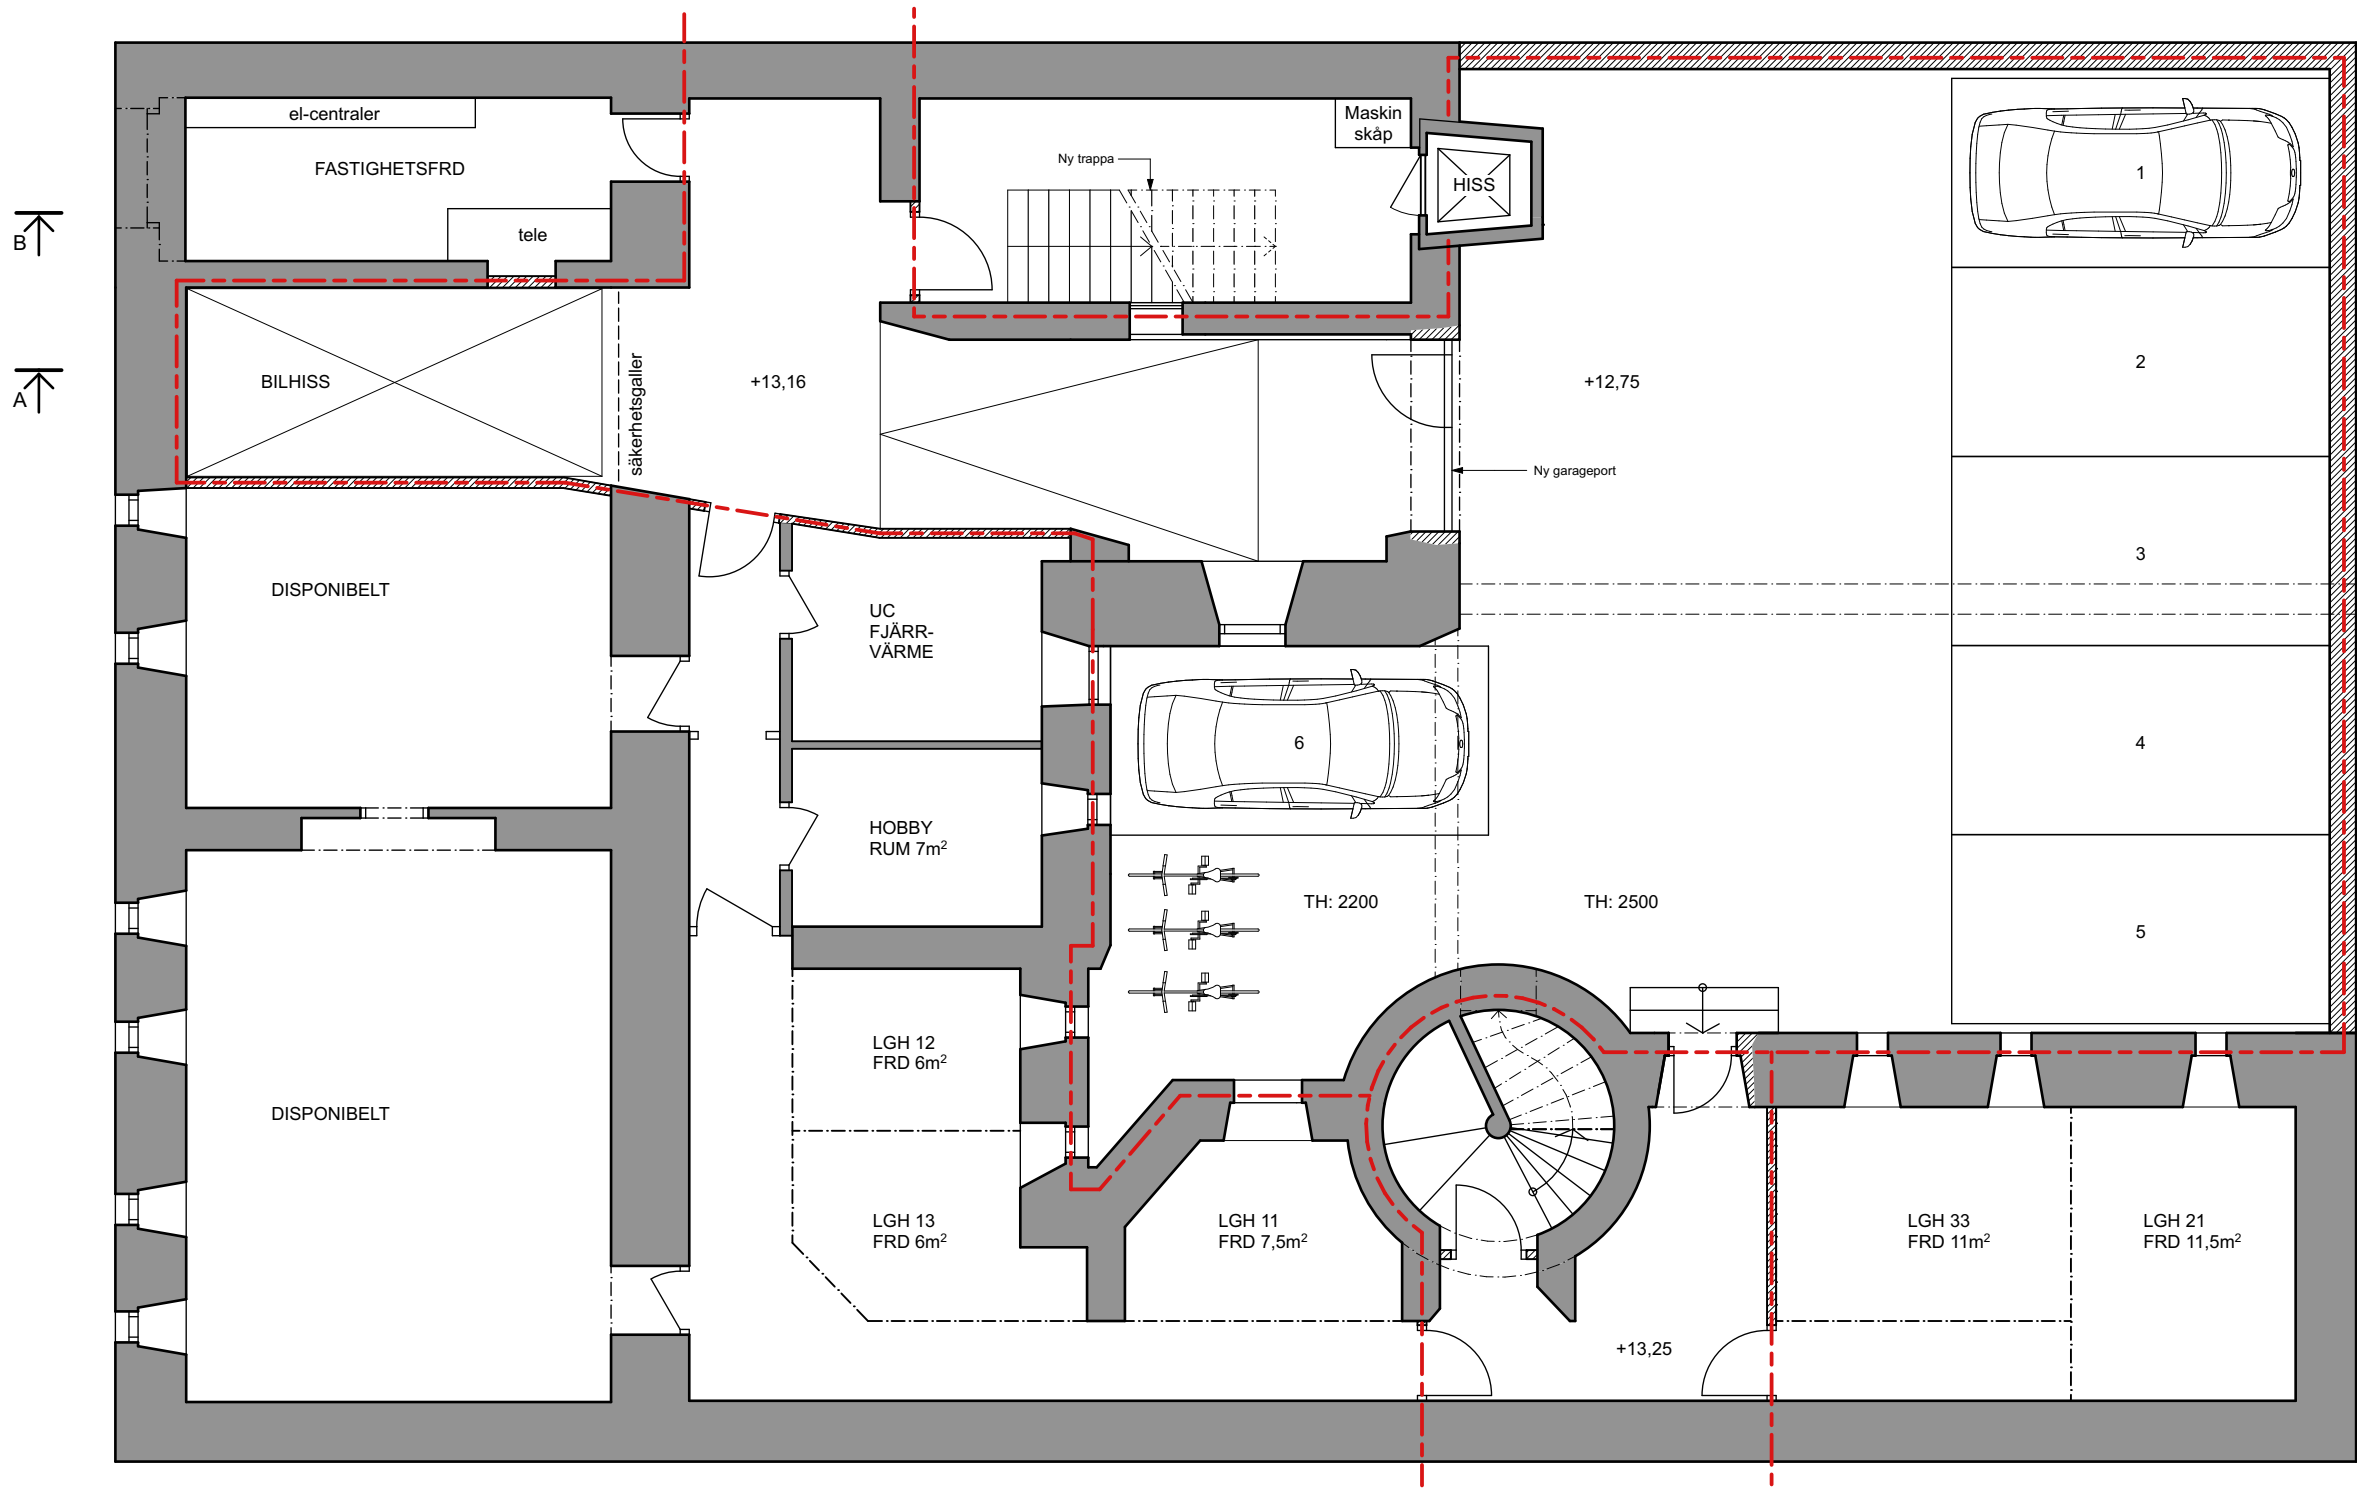 el-centraler
Maskin
skåp
FASTIGHETSFRD
Ny trappa
HISS
1
B
tele
A
BILHISS
säkerhetsgaller
+13,16
+12,75
2
Ny garageport
3
DISPONIBELT
UC
FJÄRR-
VÄRME
6
4
HOBBY
RUM 7m²
TH: 2200
TH: 2500
5
LGH 12
FRD 6m²
DISPONIBELT
LGH 13
FRD 6m²
LGH 11
FRD 7,5m²
LGH 33
FRD 11m²
LGH 21
FRD 11,5m²
+13,25